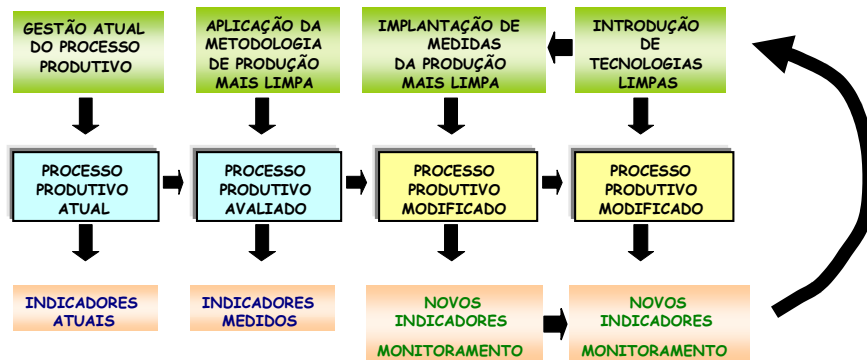 GESTÃO ATUAL
DO PROCESSO
PRODUTIVO
APLICAÇÃO DA
METODOLOGIA
DE PRODUÇÃO
MAIS LIMPA
IMPLANTAÇÃO DE
MEDIDAS
DA PRODUÇÃO
MAIS LIMPA
INTRODUÇÃO
DE
TECNOLOGIAS
LIMPAS
PROCESSO
PRODUTIVO
ATUAL
PROCESSO
PRODUTIVO
AVALIADO
PROCESSO
PRODUTIVO
MODIFICADO
PROCESSO
PRODUTIVO
MODIFICADO
INDICADORES
ATUAIS
INDICADORES
MEDIDOS
NOVOS
INDICADORES
MONITORAMENTO
NOVOS
INDICADORES
MONITORAMENTO